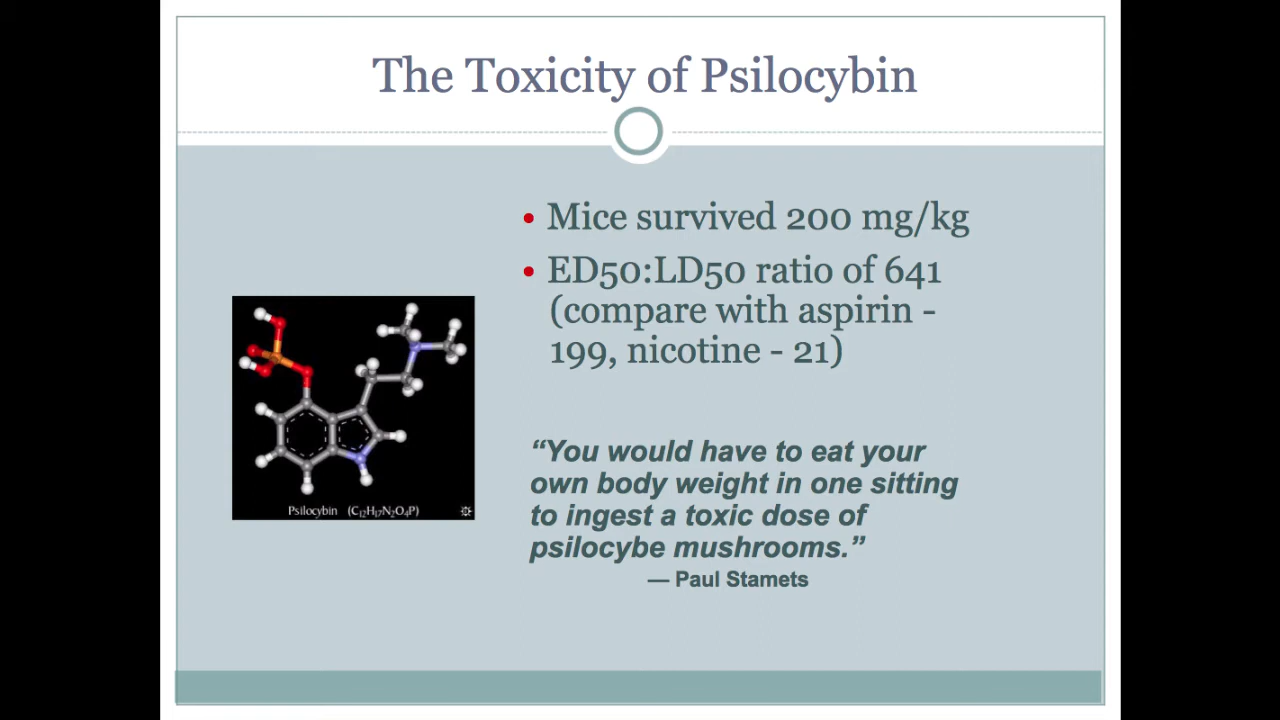 The Toxicity of Psilocybin
• Mice survived 200 mg/kg
• ED50:LD50 ratio of 641
(compare with aspirin -
199, nicotine - 21)
Psilocybin (C₁₂H₁₇N₂O₄P)
“You would have to eat your
own body weight in one sitting
to ingest a toxic dose of
psilocybe mushrooms.”
— Paul Stamets